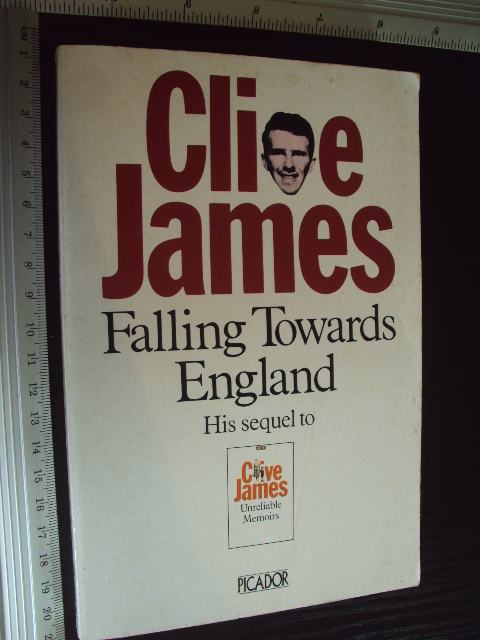 Clive
James
Falling Towards
England
His sequel to
Clive
James
Unreliable
Memoirs
PICADOR